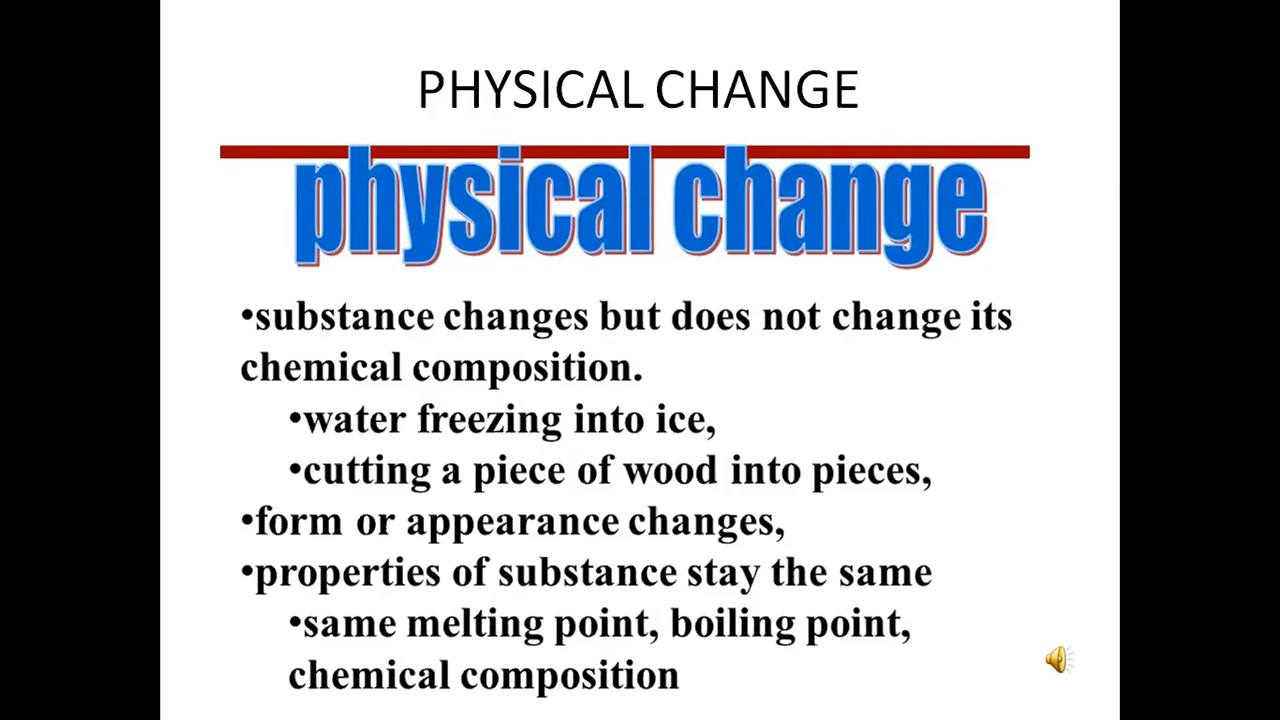 PHYSICAL CHANGE
physical change
•substance changes but does not change its
chemical composition.
•water freezing into ice,
•cutting a piece of wood into pieces,
•form or appearance changes,
•properties of substance stay the same
•same melting point, boiling point,
chemical composition